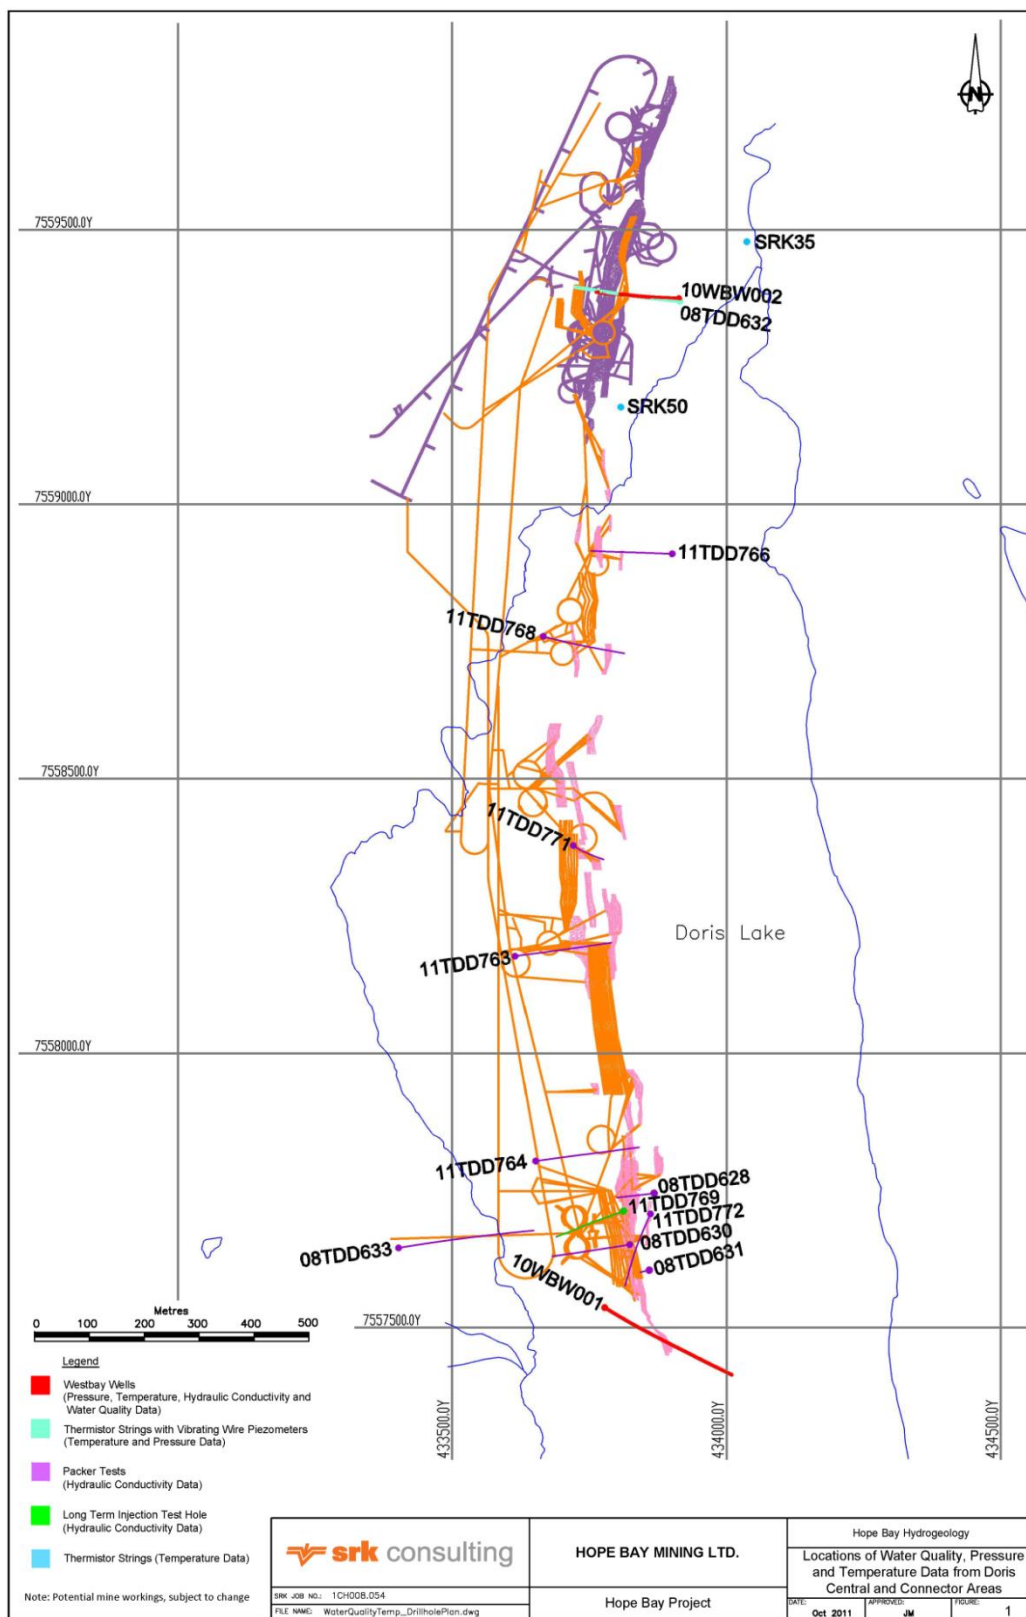 N
7559500.0Y
SRK35
10WBW002
08TDD632
SRK50
7559000.0Y
11TDD766
11TDD768
7558500.0Y
11TDD771
Doris Lake
11TDD763
7558000.0Y
11TDD764
08TDD628
11TDD769
11TDD772
08TDD630
08TDD633
08TDD631
10WBW001
7557500.0Y
433500.0Y
434000.0Y
434500.0Y
Metres
0 100 200 300 400 500
Legend
Westbay Wells
(Pressure, Temperature, Hydraulic Conductivity and
Water Quality Data)
Thermistor Strings with Vibrating Wire Piezometers
(Temperature and Pressure Data)
Packer Tests
(Hydraulic Conductivity Data)
Long Term Injection Test Hole
(Hydraulic Conductivity Data)
Thermistor Strings (Temperature Data)
Note: Potential mine workings, subject to change
srk consulting
SRK JOB NO.: 1CH008.054
FILE NAME: WaterQualityTemp_DrillholePlan.dwg
HOPE BAY MINING LTD.
Hope Bay Project
Hope Bay Hydrogeology
Locations of Water Quality, Pressure
and Temperature Data from Doris
Central and Connector Areas
DATE: Oct 2011
APPROVED: JM
FIGURE: 1